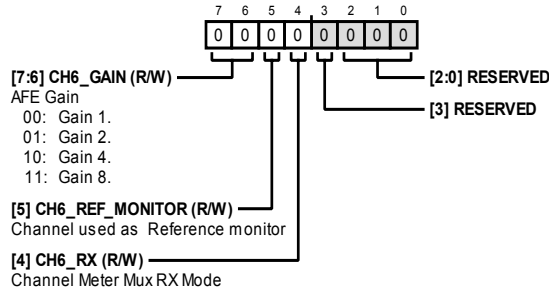 7 6 5 4 3 2 1 0
0 0 0 0 0 0 0 0
[7:6] CH6_GAIN (R/W)
AFE Gain
00: Gain 1.
01: Gain 2.
10: Gain 4.
11: Gain 8.
[5] CH6_REF_MONITOR (R/W)
Channel used as Reference monitor
[4] CH6_RX (R/W)
Channel Meter Mux RX Mode
[2:0] RESERVED
[3] RESERVED